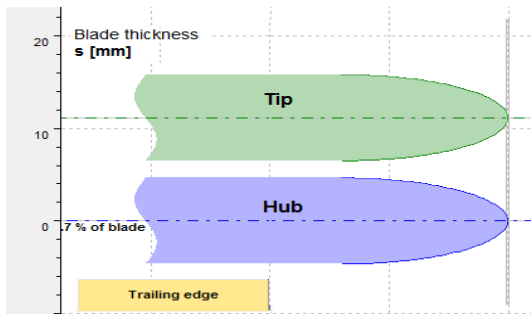 20
Blade thickness
s [mm]
Tip
10
Hub
0
.7 % of blade
Trailing edge